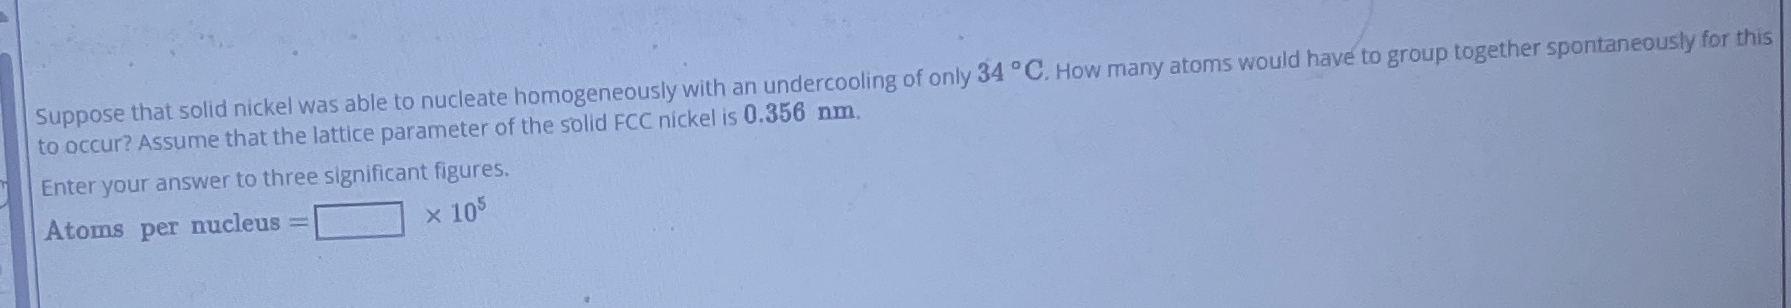 Suppose that solid nickel was able to nucleate homogeneously with an undercooling of only 34 °C. How many atoms would have to group together spontaneously for this
to occur? Assume that the lattice parameter of the solid FCC nickel is 0.356 nm.
Enter your answer to three significant figures.
Atoms per nucleus = × 10⁵